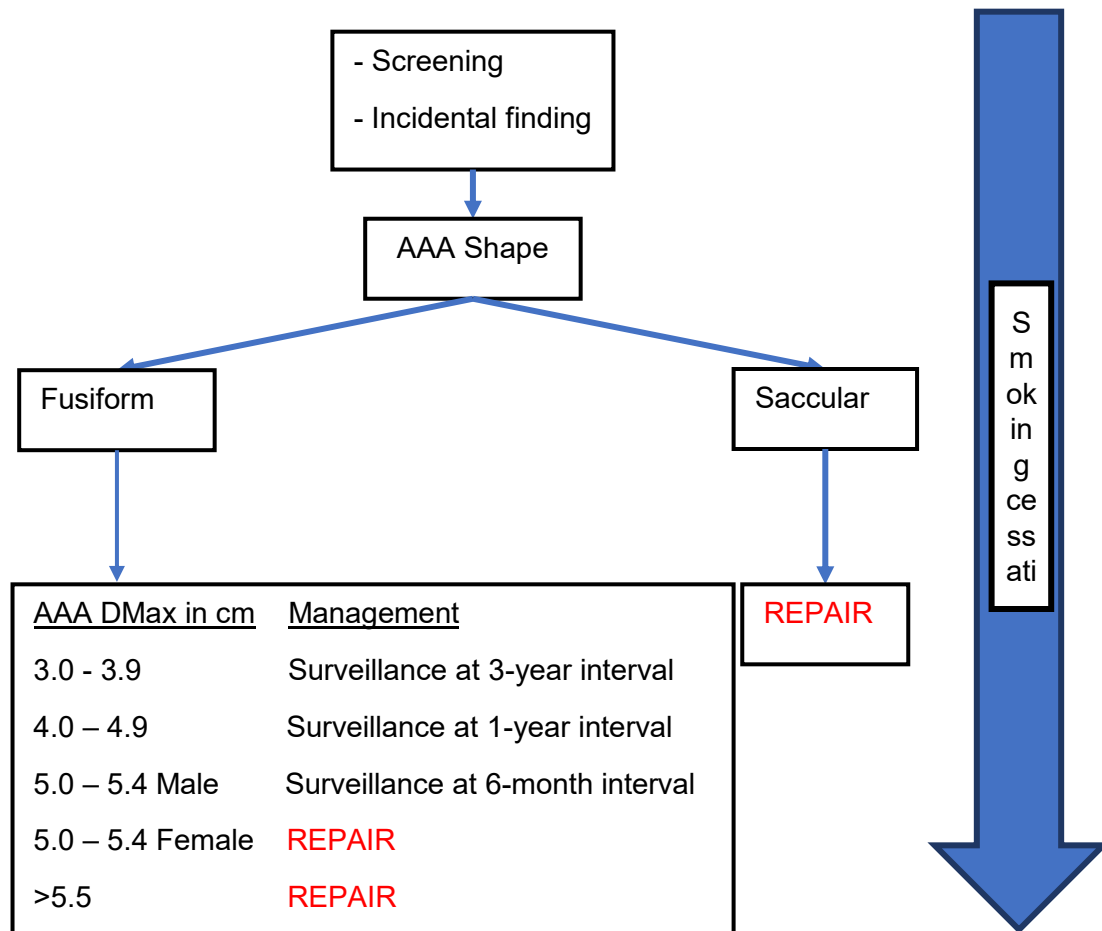 - Screening
- Incidental finding
AAA Shape
Fusiform
Saccular
AAA DMax in cm Management
3.0 - 3.9 Surveillance at 3-year interval
4.0 – 4.9 Surveillance at 1-year interval
5.0 – 5.4 Male Surveillance at 6-month interval
5.0 – 5.4 Female REPAIR
>5.5 REPAIR
REPAIR
S
m
ok
in
g
ce
ss
ati